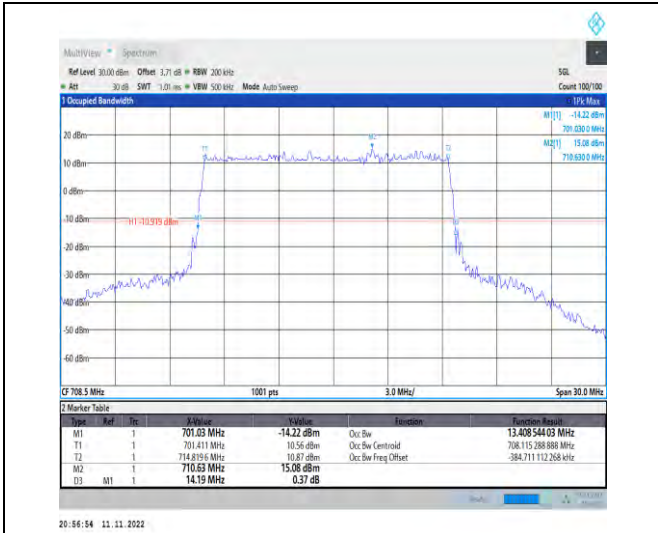 MultiView Spectrum
Ref Level 30.00 dBm Offset 3.71 dB RBW 200 kHz SGL
Att 30 dB SWT 1.01 ms VBW 500 kHz Mode Auto Sweep Count 100/100
1 Occupied Bandwidth 1Pk Max
M1[1] -14.22 dBm
701.030 0 MHz
M2[1] 15.08 dBm
710.630 0 MHz
20 dBm
M2
T1
10 dBm
0 dBm
-10 dBm
H1 -10.919 dBm
M1
-20 dBm
-30 dBm
-40 dBm
-50 dBm
-60 dBm
CF 708.5 MHz 1001 pts 3.0 MHz/ Span 30.0 MHz
2 Marker Table
Type Ref Trc X-Value Y-Value Function Function Result
M1 1 701.03 MHz -14.22 dBm Occ Bw 13.408 544 03 MHz
T1 1 701.411 MHz 10.56 dBm Occ Bw Centroid 708.115 288 888 MHz
T2 1 714.819 6 MHz 10.87 dBm Occ Bw Freq Offset -384.711 112 268 kHz
M2 1 710.63 MHz 15.08 dBm
D3 M1 1 14.19 MHz 0.37 dB
20:56:54 11.11.2022